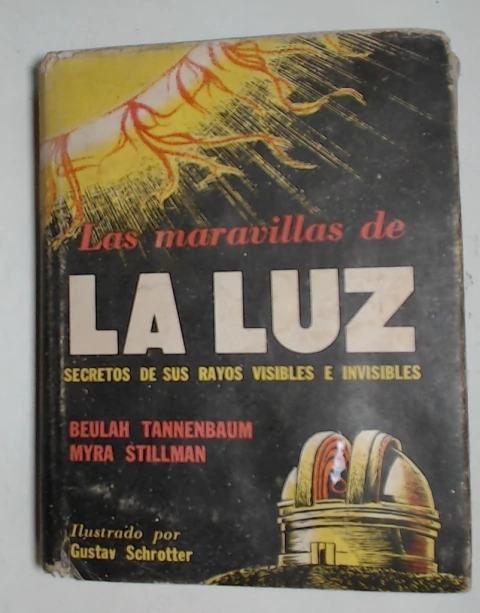 Las maravillas de
LA LUZ
SECRETOS DE SUS RAYOS VISIBLES E INVISIBLES
BEULAH TANNENBAUM
MYRA STILLMAN
Ilustrado por
Gustav Schrotter